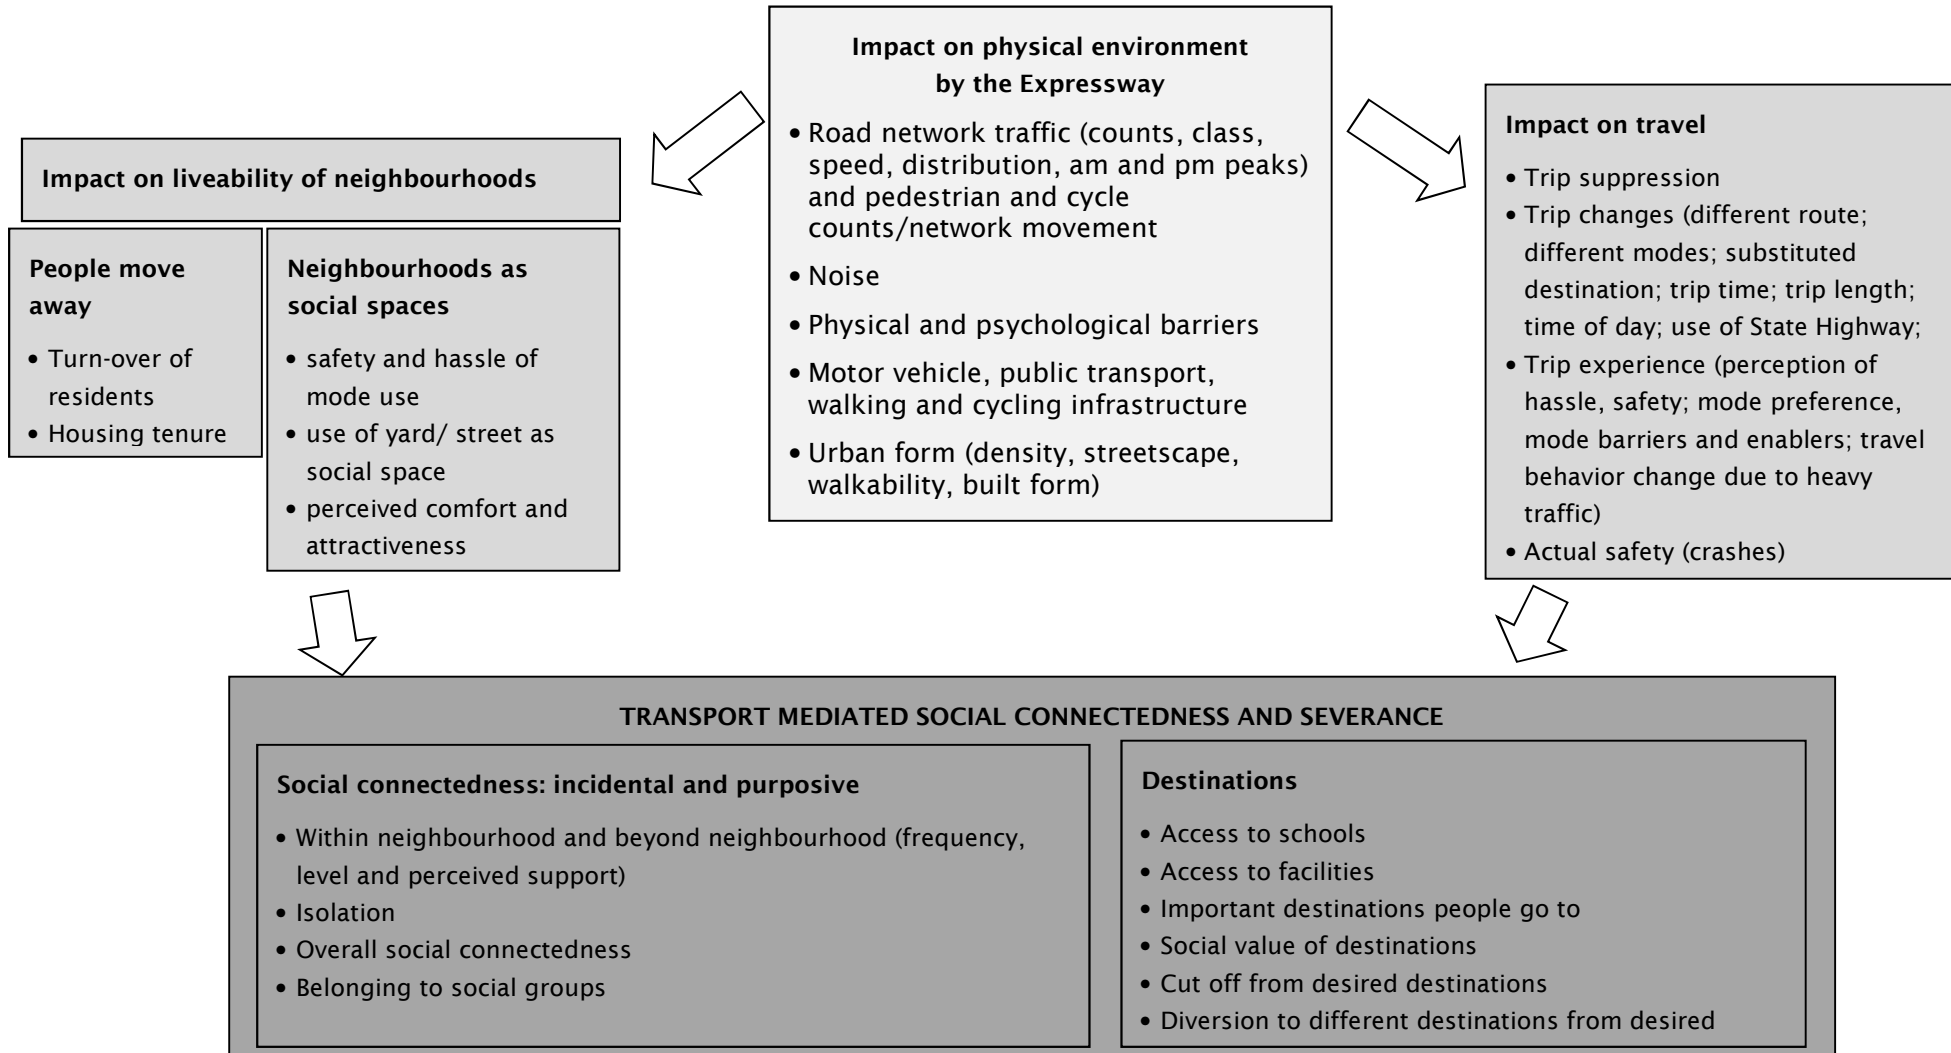 Impact on physical environment
by the Expressway
• Road network traffic (counts, class,
speed, distribution, am and pm peaks)
and pedestrian and cycle
counts/network movement
• Noise
• Physical and psychological barriers
• Motor vehicle, public transport,
walking and cycling infrastructure
• Urban form (density, streetscape,
walkability, built form)
Impact on liveability of neighbourhoods
People move
away
• Turn-over of
residents
• Housing tenure
Neighbourhoods as
social spaces
• safety and hassle of
mode use
• use of yard/ street as
social space
• perceived comfort and
attractiveness
Impact on travel
• Trip suppression
• Trip changes (different route;
different modes; substituted
destination; trip time; trip length;
time of day; use of State Highway;
• Trip experience (perception of
hassle, safety; mode preference,
mode barriers and enablers; travel
behavior change due to heavy
traffic)
• Actual safety (crashes)
TRANSPORT MEDIATED SOCIAL CONNECTEDNESS AND SEVERANCE
Social connectedness: incidental and purposive
• Within neighbourhood and beyond neighbourhood (frequency,
level and perceived support)
• Isolation
• Overall social connectedness
• Belonging to social groups
Destinations
• Access to schools
• Access to facilities
• Important destinations people go to
• Social value of destinations
• Cut off from desired destinations
• Diversion to different destinations from desired